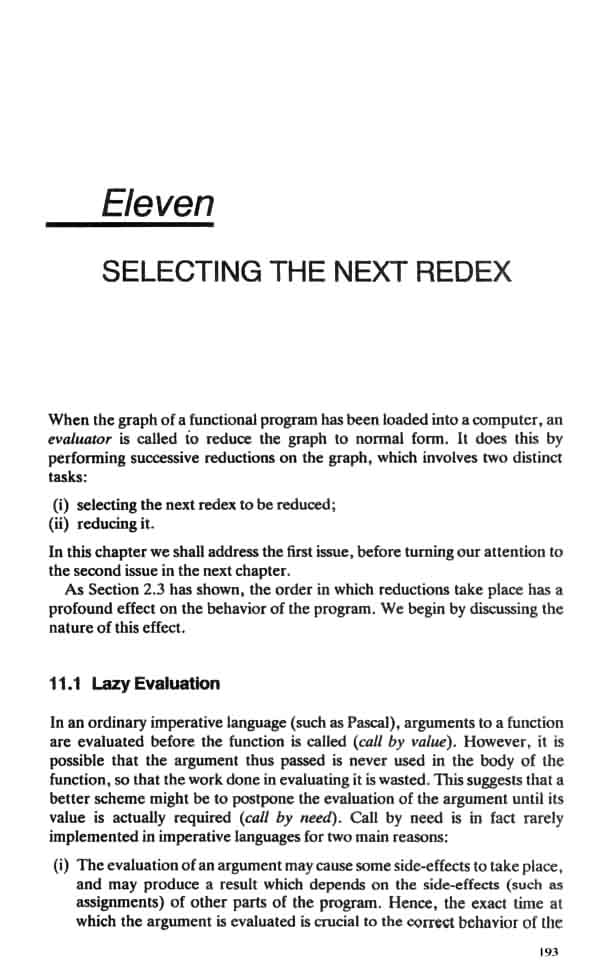 Eleven
SELECTING THE NEXT REDEX
When the graph of a functional program has been loaded into a computer, an
evaluator is called to reduce the graph to normal form. It does this by
performing successive reductions on the graph, which involves two distinct
tasks:
(i) selecting the next redex to be reduced;
(ii) reducing it.
In this chapter we shall address the first issue, before turning our attention to
the second issue in the next chapter.
As Section 2.3 has shown, the order in which reductions take place has a
profound effect on the behavior of the program. We begin by discussing the
nature of this effect.
11.1 Lazy Evaluation
In an ordinary imperative language (such as Pascal), arguments to a function
are evaluated before the function is called (call by value). However, it is
possible that the argument thus passed is never used in the body of the
function, so that the work done in evaluating it is wasted. This suggests that a
better scheme might be to postpone the evaluation of the argument until its
value is actually required (call by need). Call by need is in fact rarely
implemented in imperative languages for two main reasons:
(i) The evaluation of an argument may cause some side-effects to take place,
and may produce a result which depends on the side-effects (such as
assignments) of other parts of the program. Hence, the exact time at
which the argument is evaluated is crucial to the correct behavior of the
193